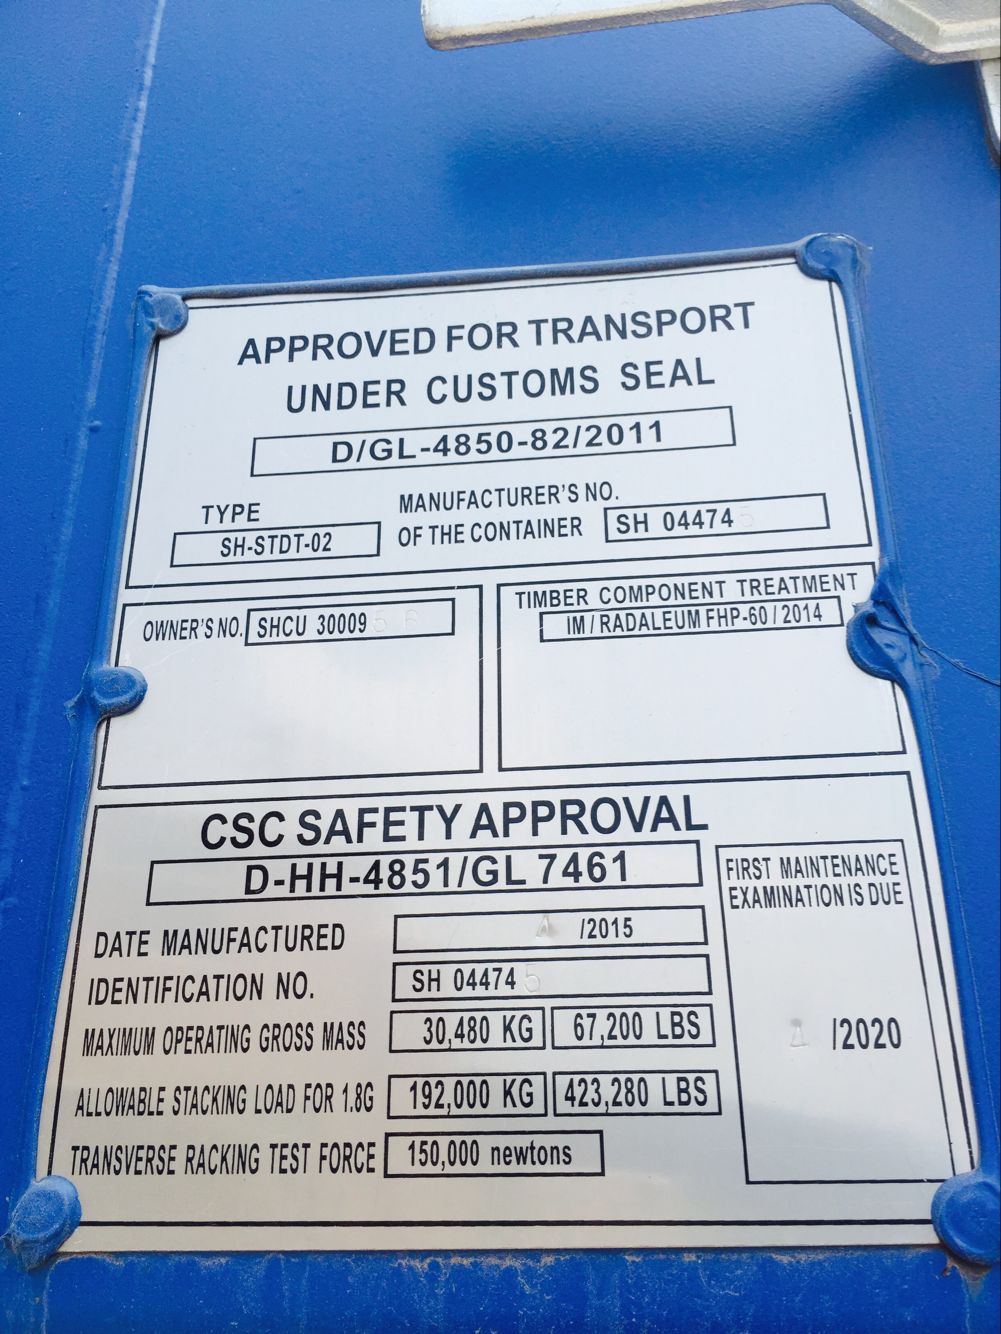 APPROVED FOR TRANSPORT
UNDER CUSTOMS SEAL
D/GL-4850-82/2011
TYPE
SH-STDT-02
MANUFACTURER'S NO.
OF THE CONTAINER
SH 044745
OWNER'S NO. SHCU 30009
TIMBER COMPONENT TREATMENT
IM / RADALEUM FHP-60 / 2014
CSC SAFETY APPROVAL
D-HH-4851/GL 7461
DATE MANUFACTURED /2015
IDENTIFICATION NO. SH 044745
MAXIMUM OPERATING GROSS MASS 30,480 KG 67,200 LBS
ALLOWABLE STACKING LOAD FOR 1.8G 192,000 KG 423,280 LBS
TRANSVERSE RACKING TEST FORCE 150,000 newtons
FIRST MAINTENANCE
EXAMINATION IS DUE
/2020